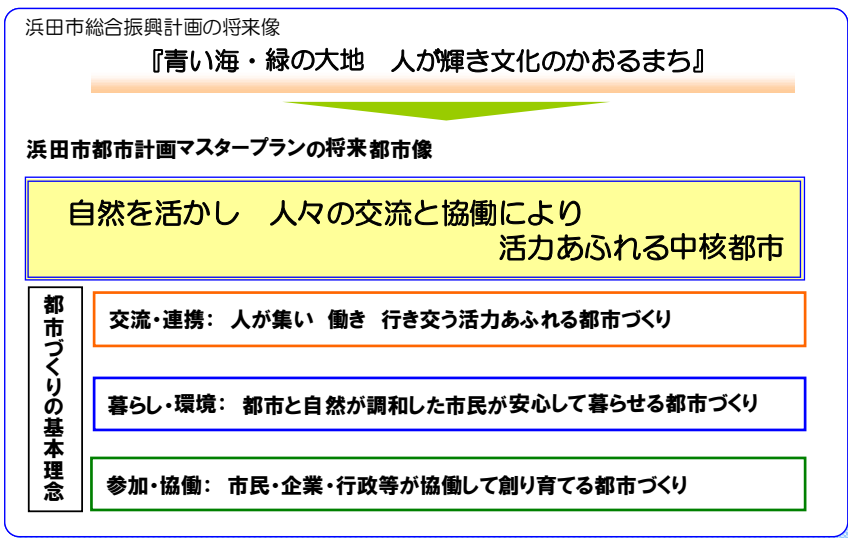 浜田市総合振興計画の将来像
『青い海・緑の大地　人が輝き文化のかおるまち』
浜田市都市計画マスタープランの将来都市像
自然を活かし　人々の交流と協働により
活力あふれる中核都市
都市づくりの基本理念
交流・連携：　人が集い　働き　行き交う活力あふれる都市づくり
暮らし・環境：　都市と自然が調和した市民が安心して暮らせる都市づくり
参加・協働：　市民・企業・行政等が協働して創り育てる都市づくり